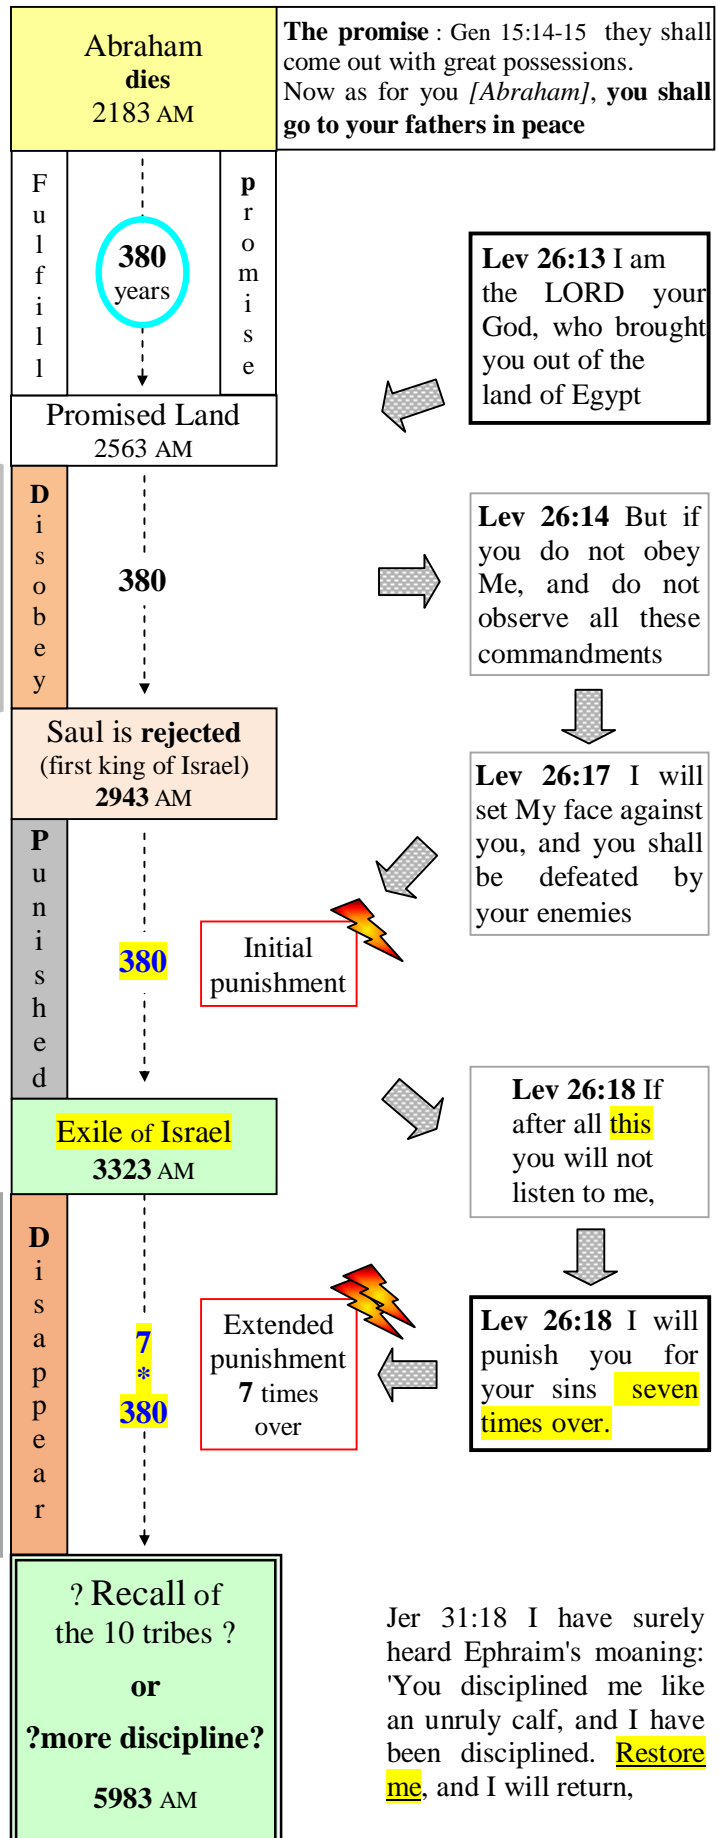 Abraham
dies
2183 AM
The promise : Gen 15:14-15 they shall
come out with great possessions.
Now as for you [Abraham], you shall
go to your fathers in peace
Fulfill
380
years
promise
Lev 26:13 I am
the LORD your
God, who brought
you out of the
land of Egypt
Promised Land
2563 AM
Disobey
380
Lev 26:14 But if
you do not obey
Me, and do not
observe all these
commandments
Saul is rejected
(first king of Israel)
2943 AM
Lev 26:17 I will
set My face against
you, and you shall
be defeated by
your enemies
Punished
380
Initial
punishment
Exile of Israel
3323 AM
Lev 26:18 If
after all this
you will not
listen to me,
Disappear
7
*
380
Extended
punishment
7 times
over
Lev 26:18 I will
punish you for
your sins seven
times over.
? Recall of
the 10 tribes ?
or
?more discipline?
5983 AM
Jer 31:18 I have surely
heard Ephraim's moaning:
'You disciplined me like
an unruly calf, and I have
been disciplined. Restore
me, and I will return,